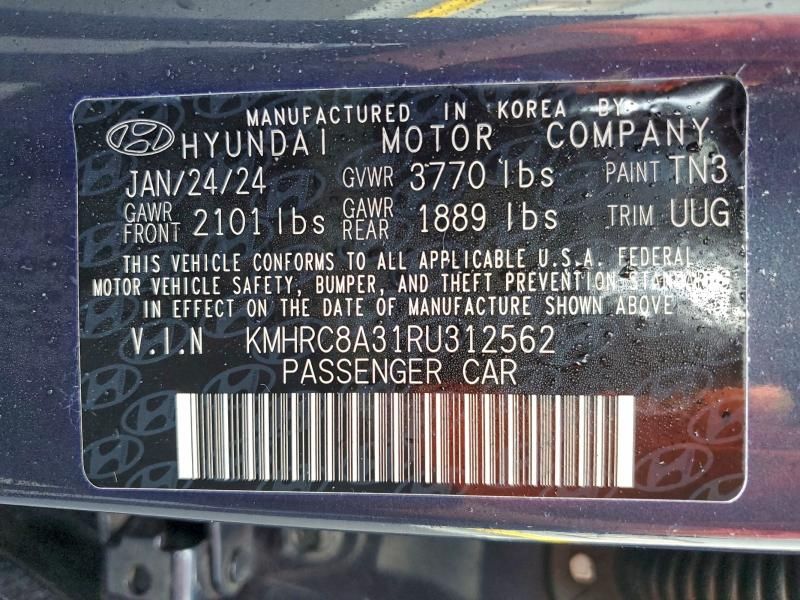 MANUFACTURED IN KOREA BY
HYUNDAI MOTOR COMPANY
JAN/24/24 GVWR 3770 lbs PAINT TN3
GAWR FRONT 2101 lbs GAWR REAR 1889 lbs TRIM UUG
THIS VEHICLE CONFORMS TO ALL APPLICABLE U.S.A. FEDERAL
MOTOR VEHICLE SAFETY, BUMPER, AND THEFT PREVENTION STANDARDS
IN EFFECT ON THE DATE OF MANUFACTURE SHOWN ABOVE
V.I.N KMHRC8A31RU312562
PASSENGER CAR